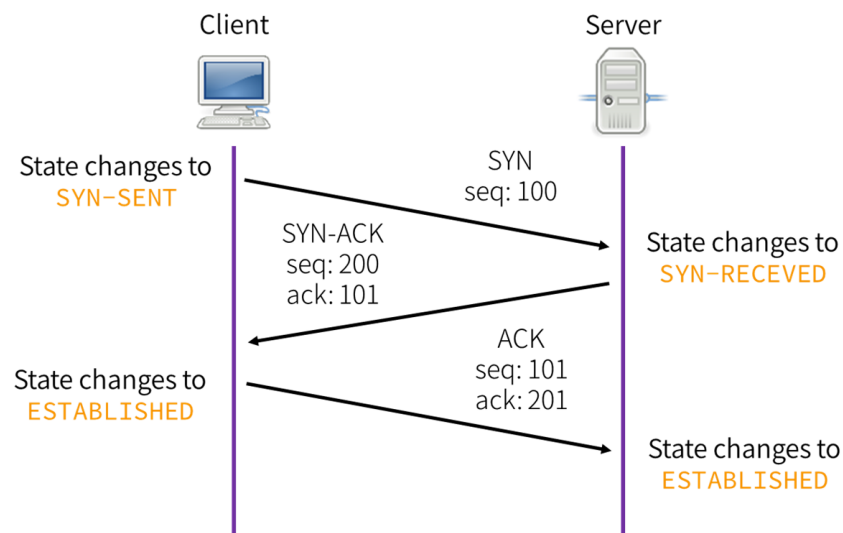 Client
Server
State changes to
SYN-SENT
SYN
seq: 100
SYN-ACK
seq: 200
ack: 101
State changes to
SYN-RECEVED
ACK
seq: 101
ack: 201
State changes to
ESTABLISHED
State changes to
ESTABLISHED